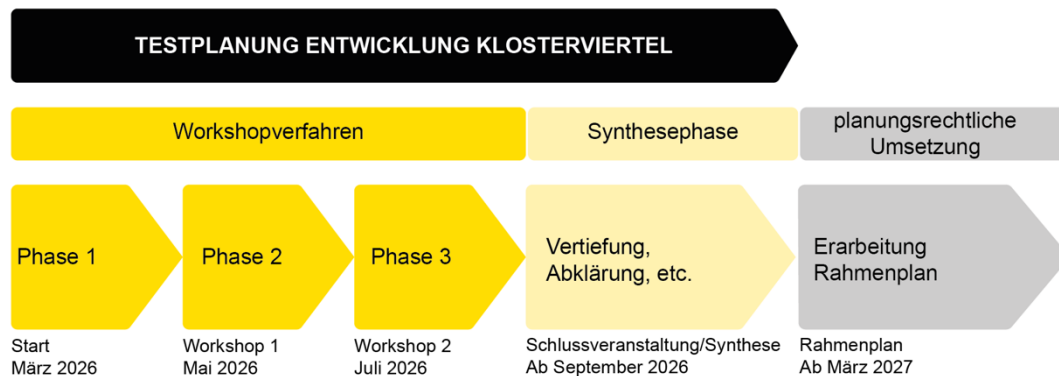 TESTPLANUNG ENTWICKLUNG KLOSTERVIERTEL
Workshopverfahren
Synthesephase
planungsrechtliche
Umsetzung
Phase 1
Phase 2
Phase 3
Vertiefung,
Abklärung, etc.
Erarbeitung
Rahmenplan
Start
März 2026
Workshop 1
Mai 2026
Workshop 2
Juli 2026
Schlussveranstaltung/Synthese
Ab September 2026
Rahmenplan
Ab März 2027